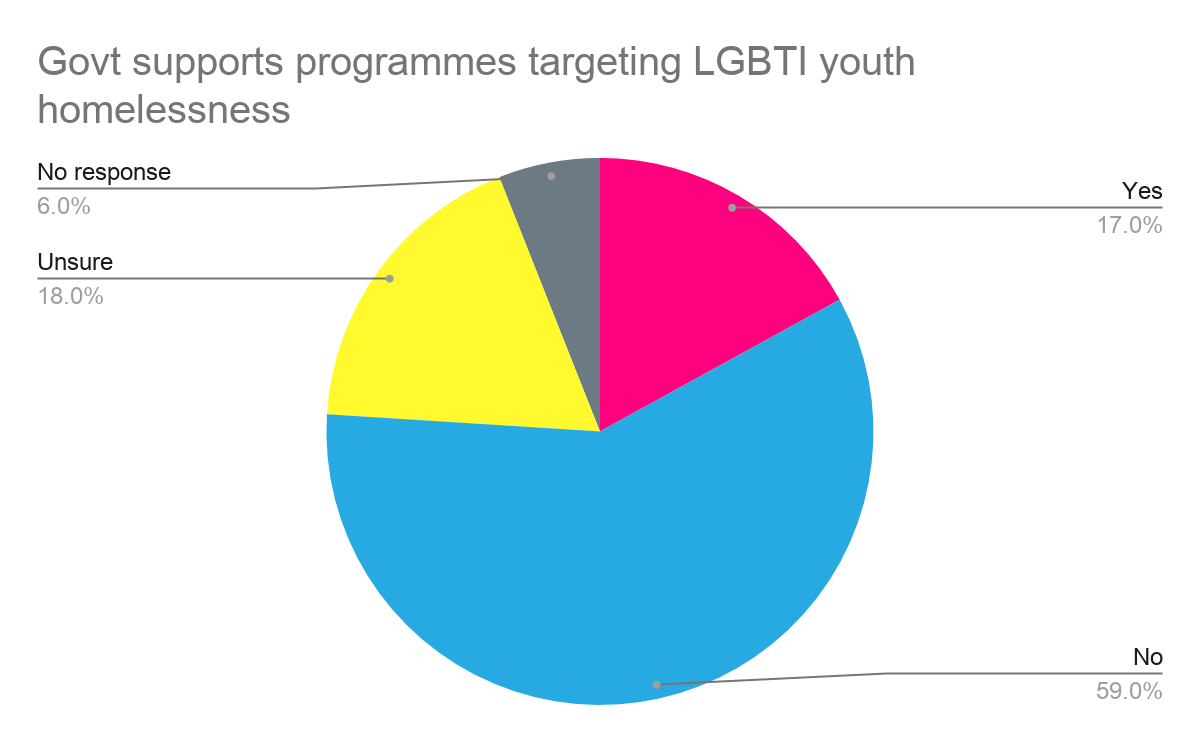 Govt supports programmes targeting LGBTI youth
homelessness
No response
6.0%
Yes
17.0%
Unsure
18.0%
No
59.0%